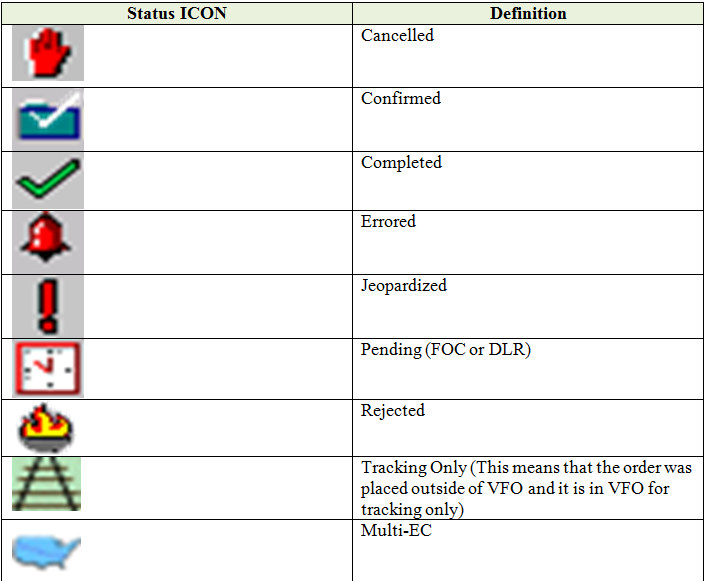 Status ICON Definition
Cancelled
Confirmed
Completed
Errored
Jeopardized
Pending (FOC or DLR)
Rejected
Tracking Only (This means that the order was
placed outside of VFO and it is in VFO for
tracking only)
Multi-EC